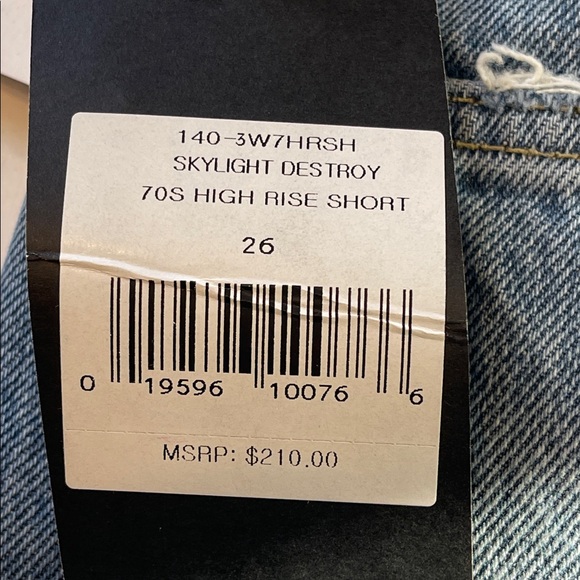 140-3W7HRSH
SKYLIGHT DESTROY
70S HIGH RISE SHORT
26
0 19596 10076 6
MSRP: $210.00